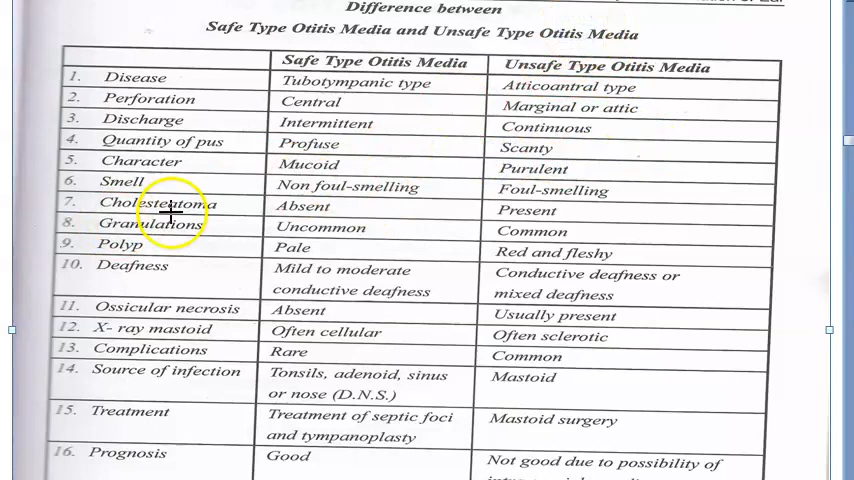 Difference between
Safe Type Otitis Media and Unsafe Type Otitis Media
Safe Type Otitis Media Unsafe Type Otitis Media
1. Disease Tubotympanic type Atticoantral type
2. Perforation Central Marginal or attic
3. Discharge Intermittent Continuous
4. Quantity of pus Profuse Scanty
5. Character Mucoid Purulent
6. Smell Non foul-smelling Foul-smelling
7. Cholesteatoma Absent Present
8. Granulations Uncommon Common
9. Polyp Pale Red and fleshy
10. Deafness Mild to moderate Conductive deafness or
conductive deafness mixed deafness
11. Ossicular necrosis Absent Usually present
12. X- ray mastoid Often cellular Often sclerotic
13. Complications Rare Common
14. Source of infection Tonsils, adenoid, sinus Mastoid
or nose (D.N.S.)
15. Treatment Treatment of septic foci Mastoid surgery
and tympanoplasty
16. Prognosis Good Not good due to possibility of